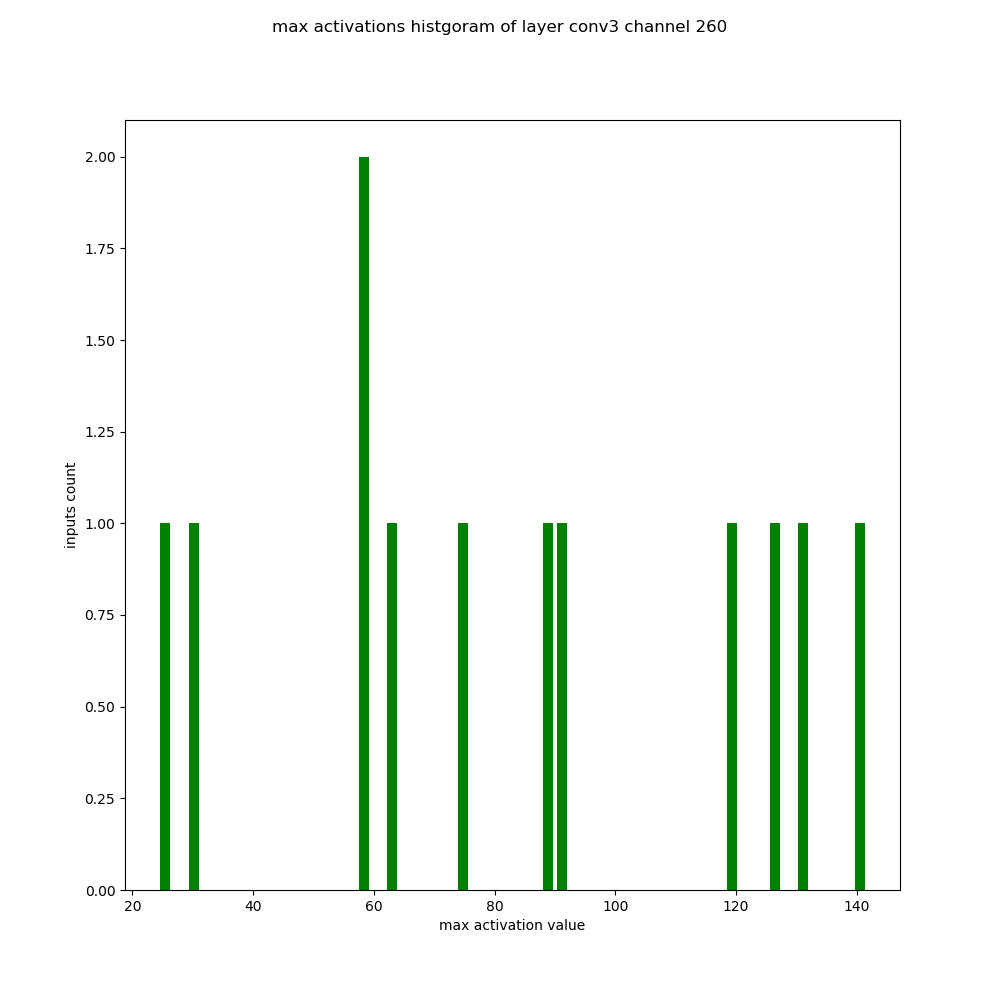 max activations histgoram of layer conv3 channel 260
2.00
1.75
1.50
1.25
1.00
0.75
0.50
0.25
0.00
inputs count
20 40 60 80 100 120 140
max activation value